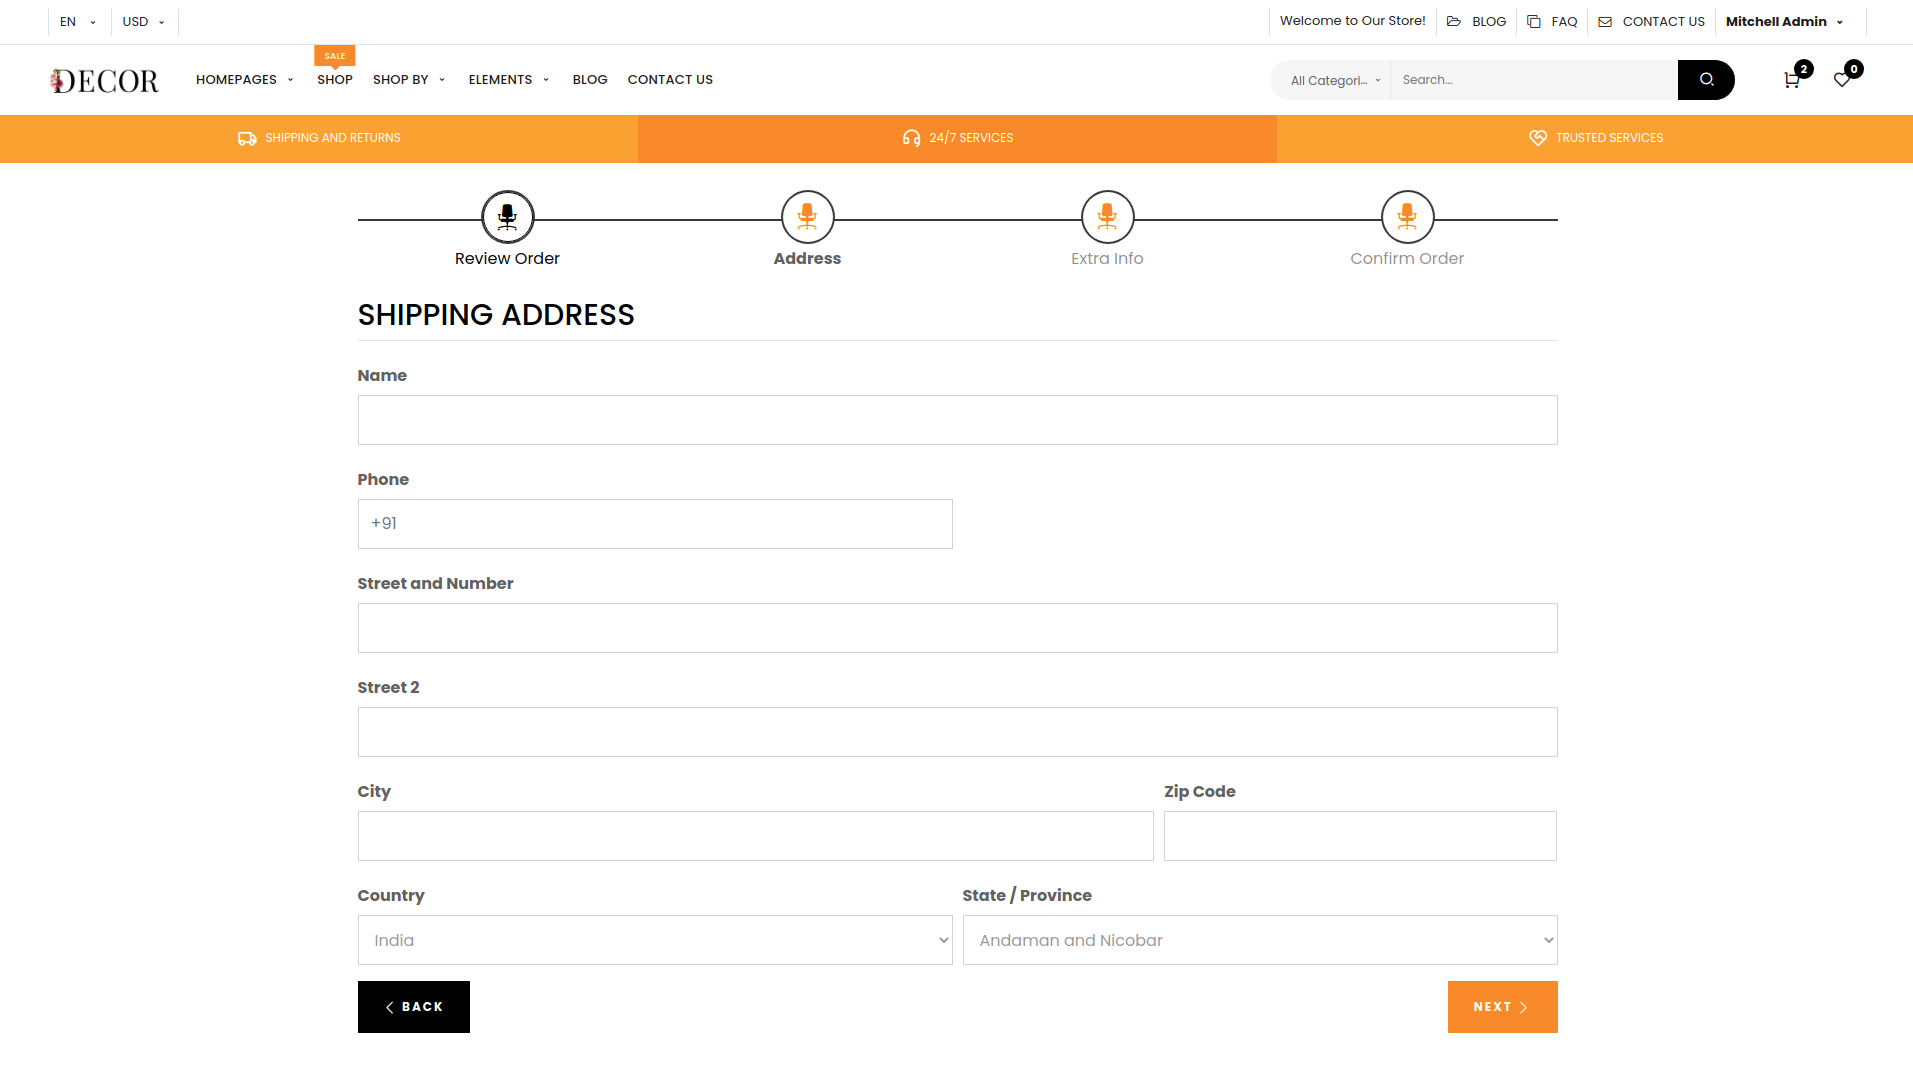 EN
USD
Welcome to Our Store!
BLOG
FAQ
CONTACT US
Mitchell Admin
SALE
DECOR
HOMEPAGES
SHOP
SHOP BY
ELEMENTS
BLOG
CONTACT US
All Categori...
Search...
2
0
SHIPPING AND RETURNS
24/7 SERVICES
TRUSTED SERVICES
Review Order
Address
Extra Info
Confirm Order
SHIPPING ADDRESS
Name
Phone
+91
Street and Number
Street 2
City
Zip Code
Country
State / Province
India
Andaman and Nicobar
BACK
NEXT